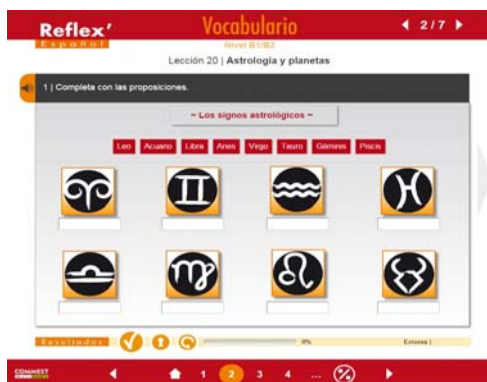 Reflex' Vocabulario 2/7
Español
Nivel B1/B2
Lección 20 | Astrología y planetas
1 | Completa con las proposiciones.
~ Los signos astrológicos ~
Leo Acuario Libra Aries Virgo Tauro Géminis Piscis
Resultados 0% Errores |
COMMEST 1 2 3 4 ...